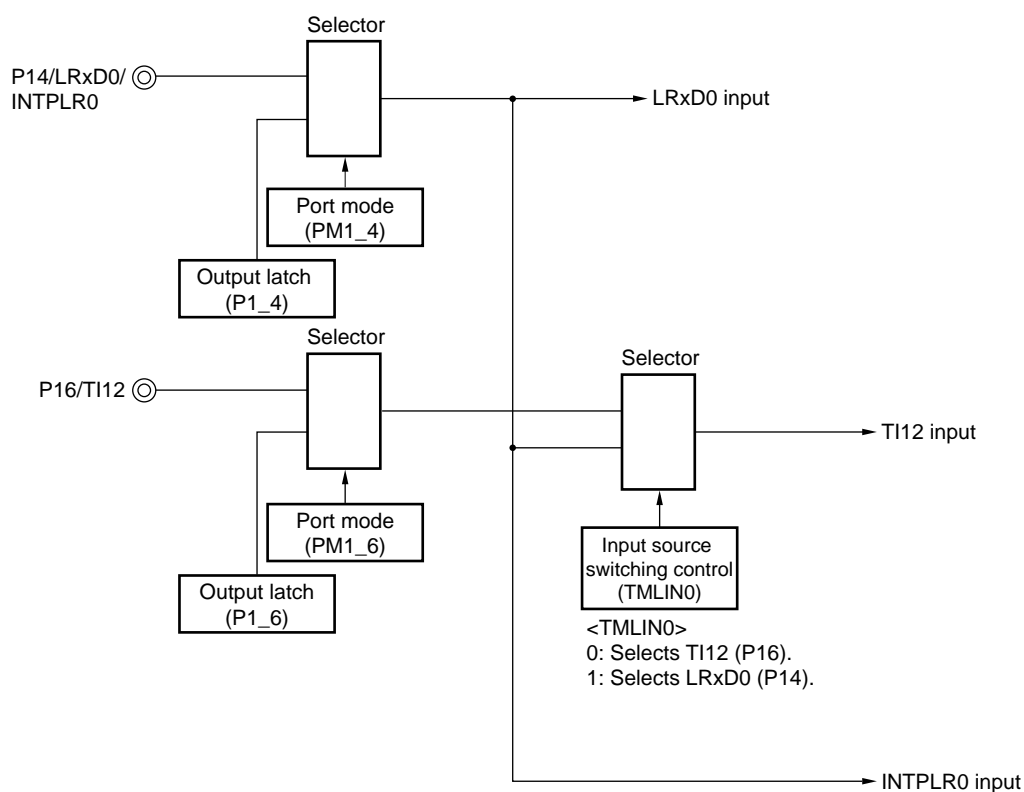 Selector
P14/LRxD0/
INTPLR0
LRxD0 input
Port mode
(PM1_4)
Output latch
(P1_4)
Selector
Selector
P16/TI12
TI12 input
Port mode
(PM1_6)
Input source
switching control
(TMLIN0)
Output latch
(P1_6)
<TMLIN0>
0: Selects TI12 (P16).
1: Selects LRxD0 (P14).
INTPLR0 input